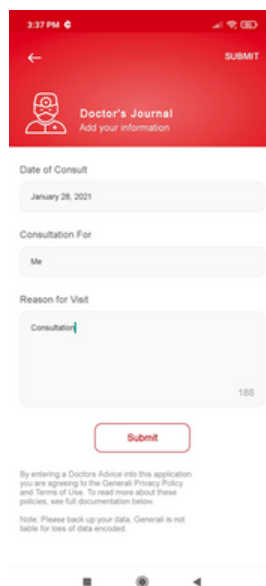 3:37 PM
SUBMIT
Doctor's Journal
Add your information
Date of Consult
January 28, 2021
Consultation For
Me
Reason for Visit
Consultation
188
Submit
By entering a Doctors Advice into this application
you are agreeing to the Generali Privacy Policy
and Terms of Use. To read more about these
policies, see full documentation below.
Note: Please back up your data. Generali is not
liable for loss of data encoded.